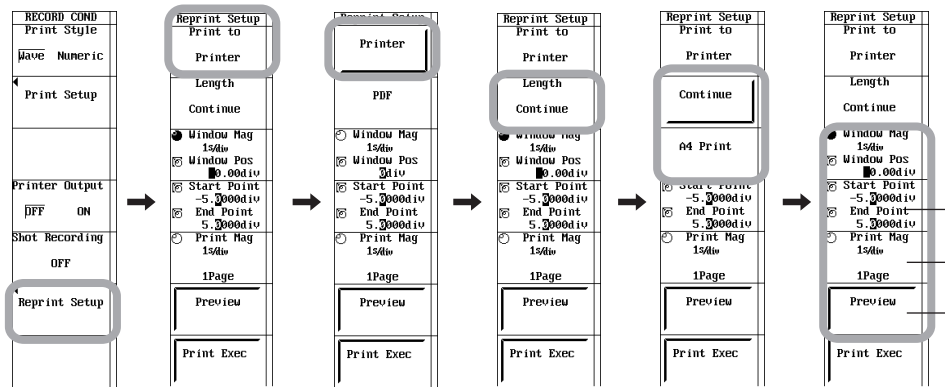 RECORD COND
Print Style
Wave Numeric
Print Setup
Printer Output
OFF ON
Shot Recording
OFF
Reprint Setup
Reprint Setup
Print to
Printer
Length
Continue
Window Mag
1s/div
Window Pos
0.00div
Start Point
-5.0000div
End Point
5.0000div
Print Mag
1s/div
1Page
Preview
Print Exec
Reprint Setup
Printer
PDF
Window Mag
1s/div
Window Pos
0div
Start Point
-5.0000div
End Point
5.0000div
Print Mag
1s/div
1Page
Preview
Print Exec
Reprint Setup
Print to
Printer
Length
Continue
Window Mag
1s/div
Window Pos
0.00div
Start Point
-5.0000div
End Point
5.0000div
Print Mag
1s/div
1Page
Preview
Print Exec
Reprint Setup
Print to
Printer
Continue
A4 Print
Start Point
-5.0000div
End Point
5.0000div
Print Mag
1s/div
1Page
Preview
Print Exec
Reprint Setup
Print to
Printer
Length
Continue
Window Mag
1s/div
Window Pos
0.00div
Start Point
-5.0000div
End Point
5.0000div
Print Mag
1s/div
1Page
Preview
Print Exec